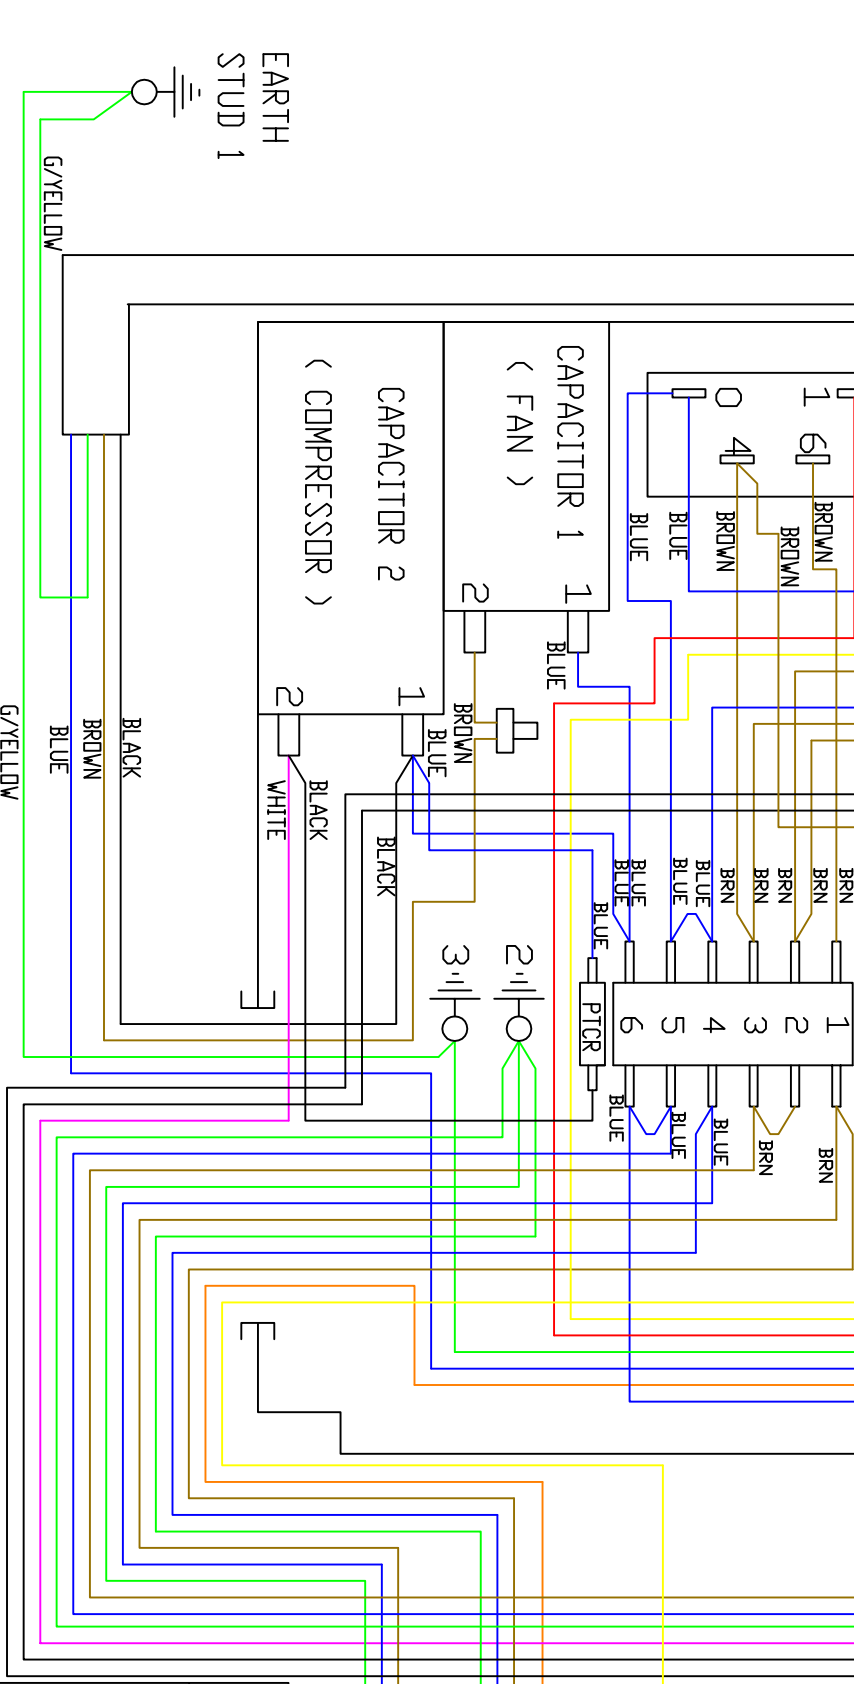 EARTH
STUD 1
G/YELLOW
G/YELLOW
BLUE
BROWN
BLACK
CAPACITOR 2
( COMPRESSOR )
2
1
CAPACITOR 1
( FAN )
2
1
BLUE
BROWN
BLUE
WHITE
BLACK
BLACK
0
1
4
6
BLUE
BLUE
BROWN
BROWN
BROWN
BLUE
BLUE
BLUE
BLUE
BLUE
BRN
BRN
BRN
BRN
BRN
3
2
PTCR
6
5
4
3
2
1
BLUE
BLUE
BLUE
BRN
BRN